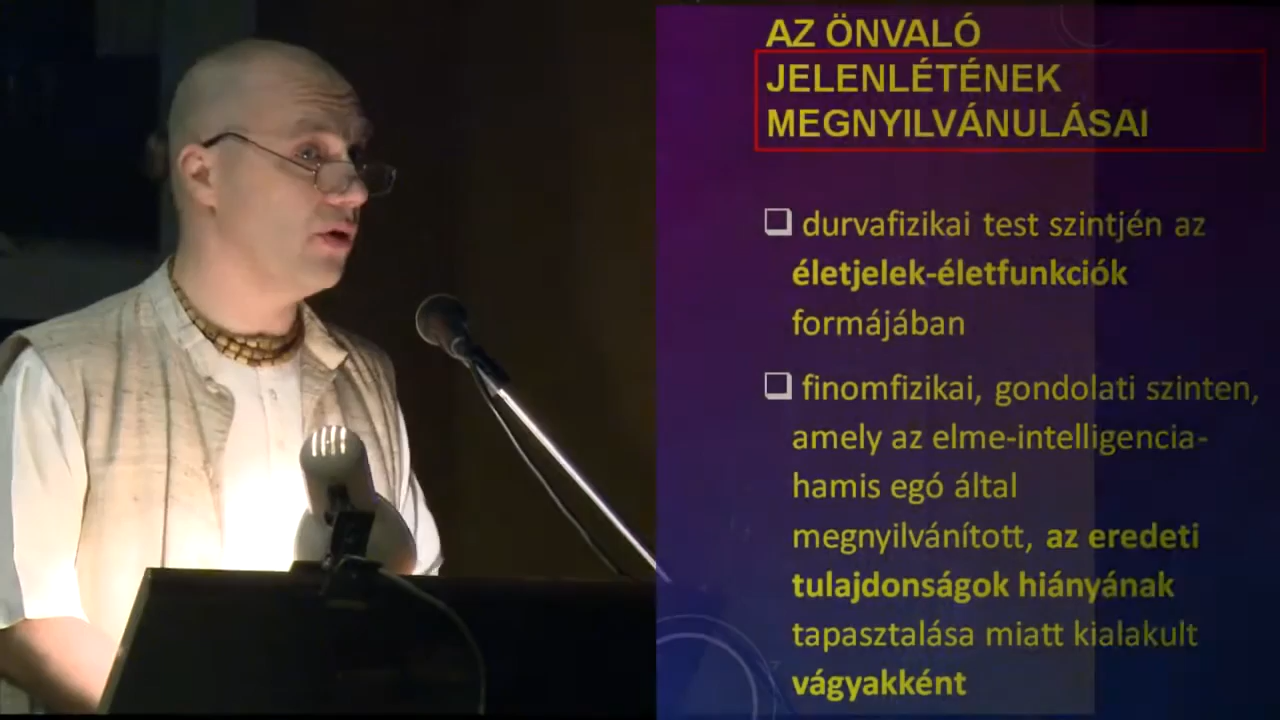 AZ ÖNVALÓ
JELENLÉTÉNEK
MEGNYILVÁNULÁSAI
durvafizikai test szintjén az
életjelek-életfunkciók
formájában
finomfizikai, gondolati szinten,
amely az elme-intelligencia-
hamis egó által
megnyilvánított, az eredeti
tulajdonságok hiányának
tapasztalása miatt kialakult
vágyakként